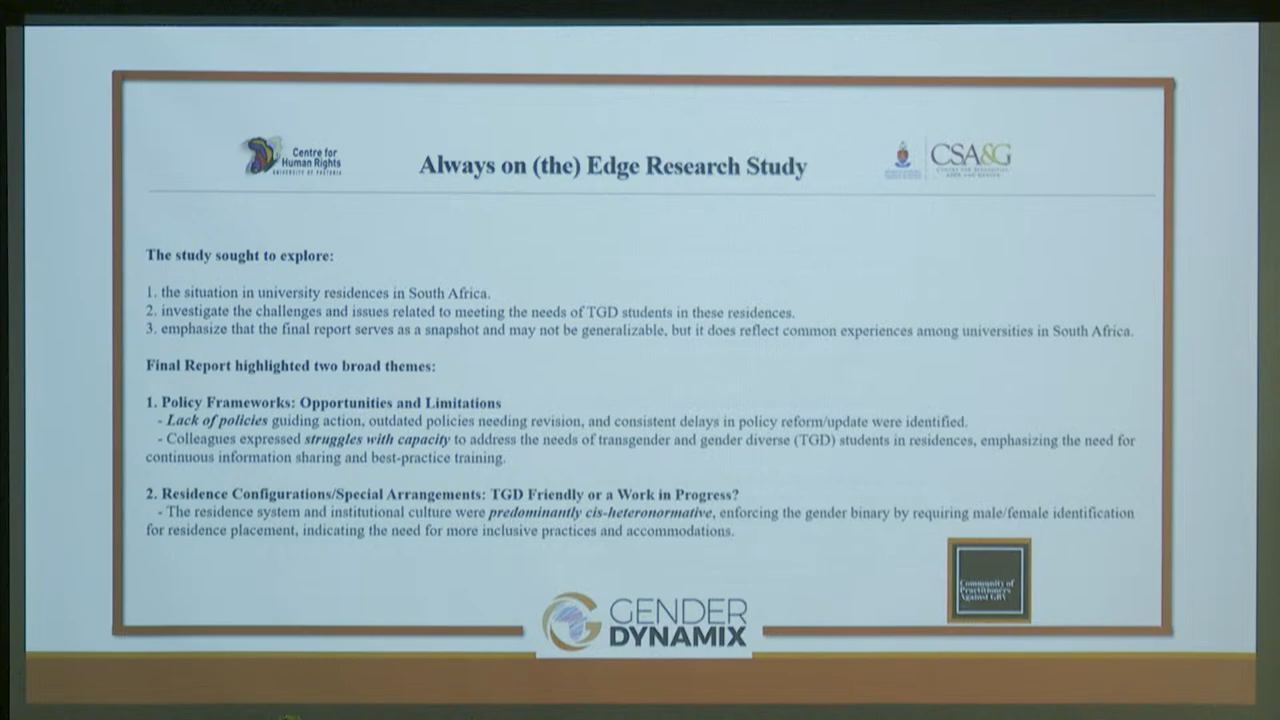 Centre for
Human Rights
UNIVERSITY OF PRETORIA
Always on (the) Edge Research Study
CSA&G
The study sought to explore:
1. the situation in university residences in South Africa.
2. investigate the challenges and issues related to meeting the needs of TGD students in these residences.
3. emphasize that the final report serves as a snapshot and may not be generalizable, but it does reflect common experiences among universities in South Africa.
Final Report highlighted two broad themes:
1. Policy Frameworks: Opportunities and Limitations
- Lack of policies guiding action, outdated policies needing revision, and consistent delays in policy reform/update were identified.
- Colleagues expressed struggles with capacity to address the needs of transgender and gender diverse (TGD) students in residences, emphasizing the need for
continuous information sharing and best-practice training.
2. Residence Configurations/Special Arrangements: TGD Friendly or a Work in Progress?
- The residence system and institutional culture were predominantly cis-heteronormative, enforcing the gender binary by requiring male/female identification
for residence placement, indicating the need for more inclusive practices and accommodations.
Community of
Practitioners
Against GBV
GENDER
DYNAMIX